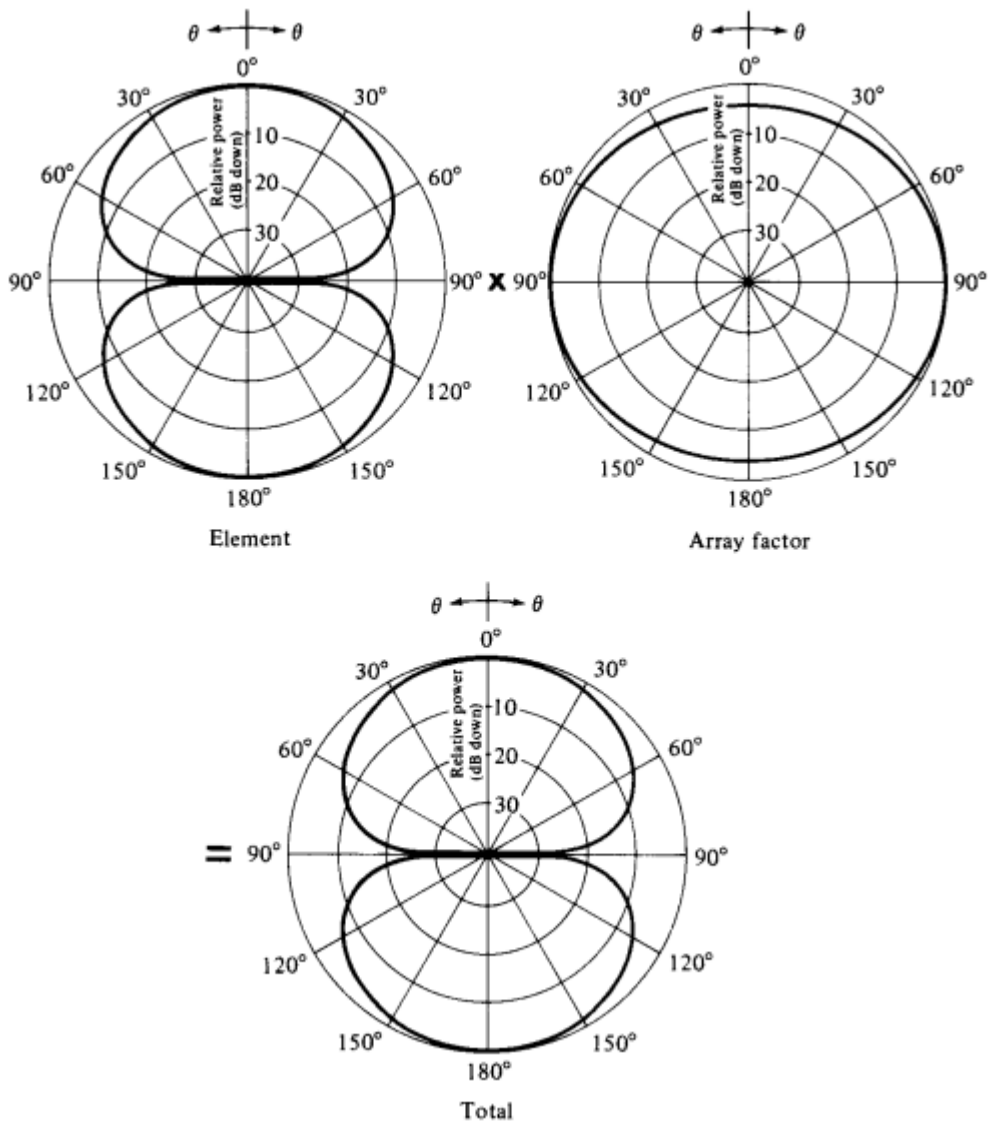 θ θ
0°
30° 30°
60° 60°
90° 90°
120° 120°
150° 150°
180°
Relative power
(dB down)
10
20
30
Element
x
θ θ
0°
30° 30°
60° 60°
90° 90°
120° 120°
150° 150°
180°
Relative power
(dB down)
10
20
30
Array factor
=
θ θ
0°
30° 30°
60° 60°
90° 90°
120° 120°
150° 150°
180°
Relative power
(dB down)
10
20
30
Total